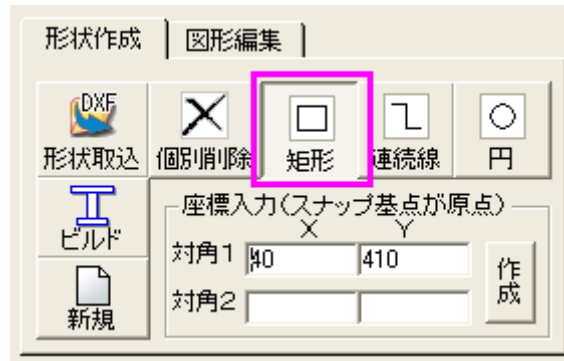 形状作成 図形編集
DXF
形状取込 個別削除 矩形 連続線 円
座標入力(スナップ基点が原点)
ビルド
X Y
対角1 40 410
作成
対角2
新規